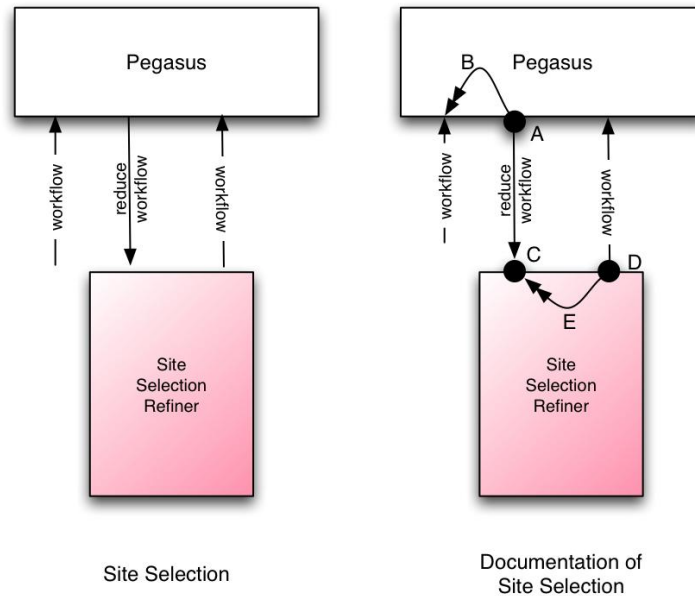 Pegasus
workflow
reduce
workflow
workflow
Site
Selection
Refiner
Site Selection
B
Pegasus
A
workflow
reduce
workflow
workflow
C
D
E
Site
Selection
Refiner
Documentation of
Site Selection